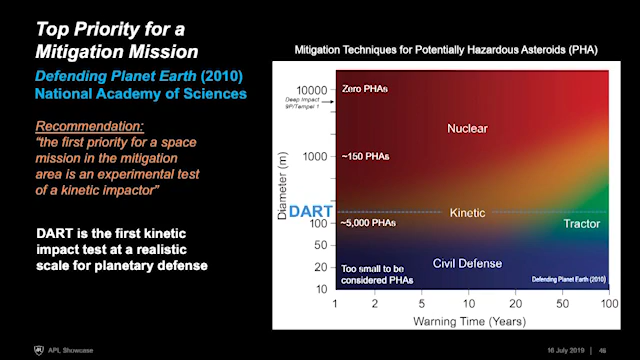 Top Priority for a
Mitigation Mission
Defending Planet Earth (2010)
National Academy of Sciences
Recommendation:
“the first priority for a space
mission in the mitigation
area is an experimental test
of a kinetic impactor”
DART is the first kinetic
impact test at a realistic
scale for planetary defense
Mitigation Techniques for Potentially Hazardous Asteroids (PHA)
Diameter (m)
10000
Deep Impact
9P/Tempel 1
1000
DART
100
50
20
10
Zero PHAs
Nuclear
~150 PHAs
Kinetic
~5,000 PHAs
Tractor
Civil Defense
Too small to be
considered PHAs
Defending Planet Earth (2010)
1 2 5 10 20 50 100
Warning Time (Years)
APL Showcase
16 July 2019 | 46